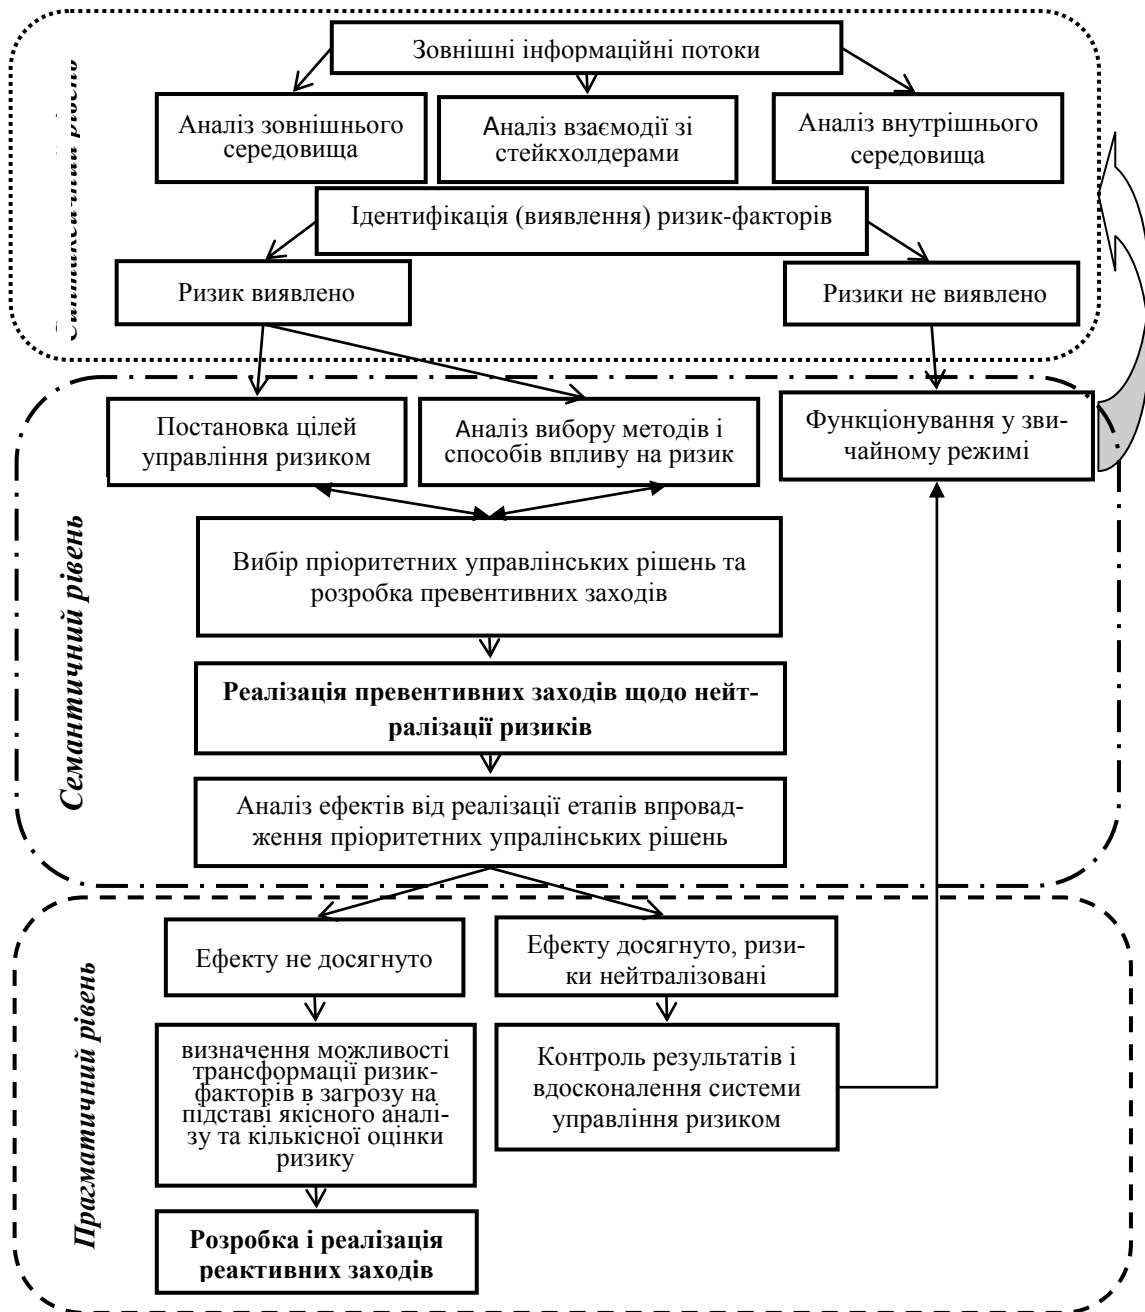 Зовнішні інформаційні потоки
Аналіз зовнішнього
середовища
Аналіз взаємодії зі
стейкхолдерами
Аналіз внутрішнього
середовища
Ідентифікація (виявлення) ризик-факторів
Ризик виявлено
Ризики не виявлено
рівень
Постановка цілей
управління ризиком
Аналіз вибору методів і
способів впливу на ризик
Функціонування у зви-
чайному режимі
Вибір пріоритетних управлінських рішень та
розробка превентивних заходів
Реалізація превентивних заходів щодо нейт-
ралізації ризиків
Аналіз ефектів від реалізації етапів впровад-
ження пріоритетних упралінських рішень
Семантичний рівень
Ефекту не досягнуто
Ефекту досягнуто, ризи-
ки нейтралізовані
визначення можливості
трансформації ризик-
факторів в загрозу на
підставі якісного аналі-
зу та кількісної оцінки
ризику
Контроль результатів і
вдосконалення системи
управління ризиком
Розробка і реалізація
реактивних заходів
Прагматичний рівень